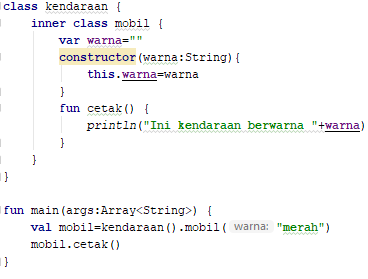 class kendaraan {
    inner class mobil {
        var warna=""
        constructor(warna:String){
            this.warna=warna
        }
        fun cetak() {
            println("Ini kendaraan berwarna "+warna)
        }
    }
}

fun main(args:Array<String>) {
    val mobil=kendaraan().mobil( warna: "merah")
    mobil.cetak()
}